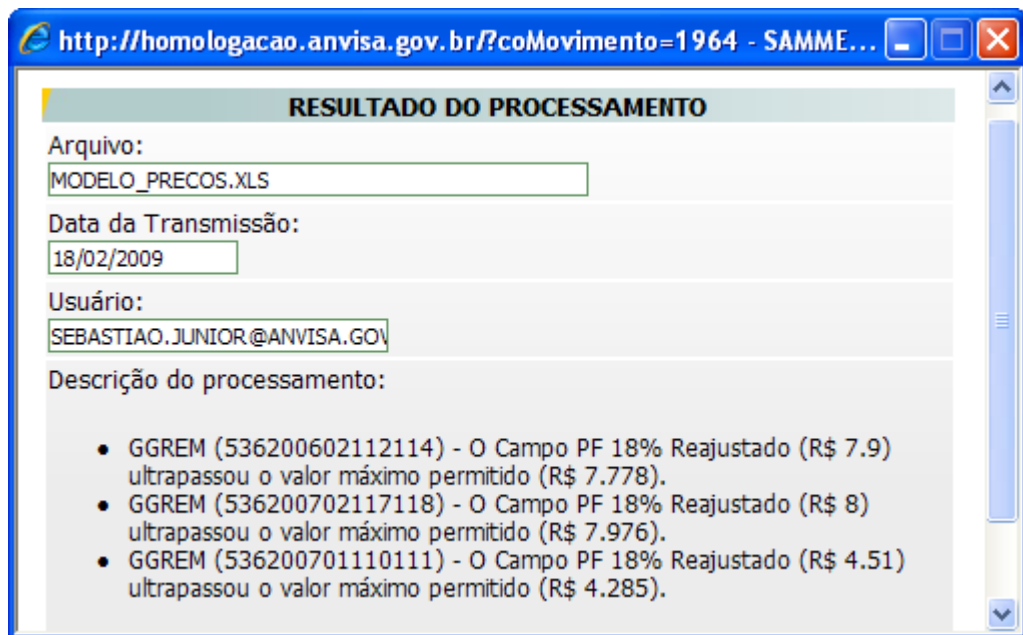 http://homologacao.anvisa.gov.br/?coMovimento=1964 - SAMME...
RESULTADO DO PROCESSAMENTO
Arquivo:
MODELO_PRECOS.XLS
Data da Transmissão:
18/02/2009
Usuário:
SEBASTIAO.JUNIOR@ANVISA.GOV
Descrição do processamento:
• GGREM (536200602112114) - O Campo PF 18% Reajustado (R$ 7.9)
ultrapassou o valor máximo permitido (R$ 7.778).
• GGREM (536200702117118) - O Campo PF 18% Reajustado (R$ 8)
ultrapassou o valor máximo permitido (R$ 7.976).
• GGREM (536200701110111) - O Campo PF 18% Reajustado (R$ 4.51)
ultrapassou o valor máximo permitido (R$ 4.285).